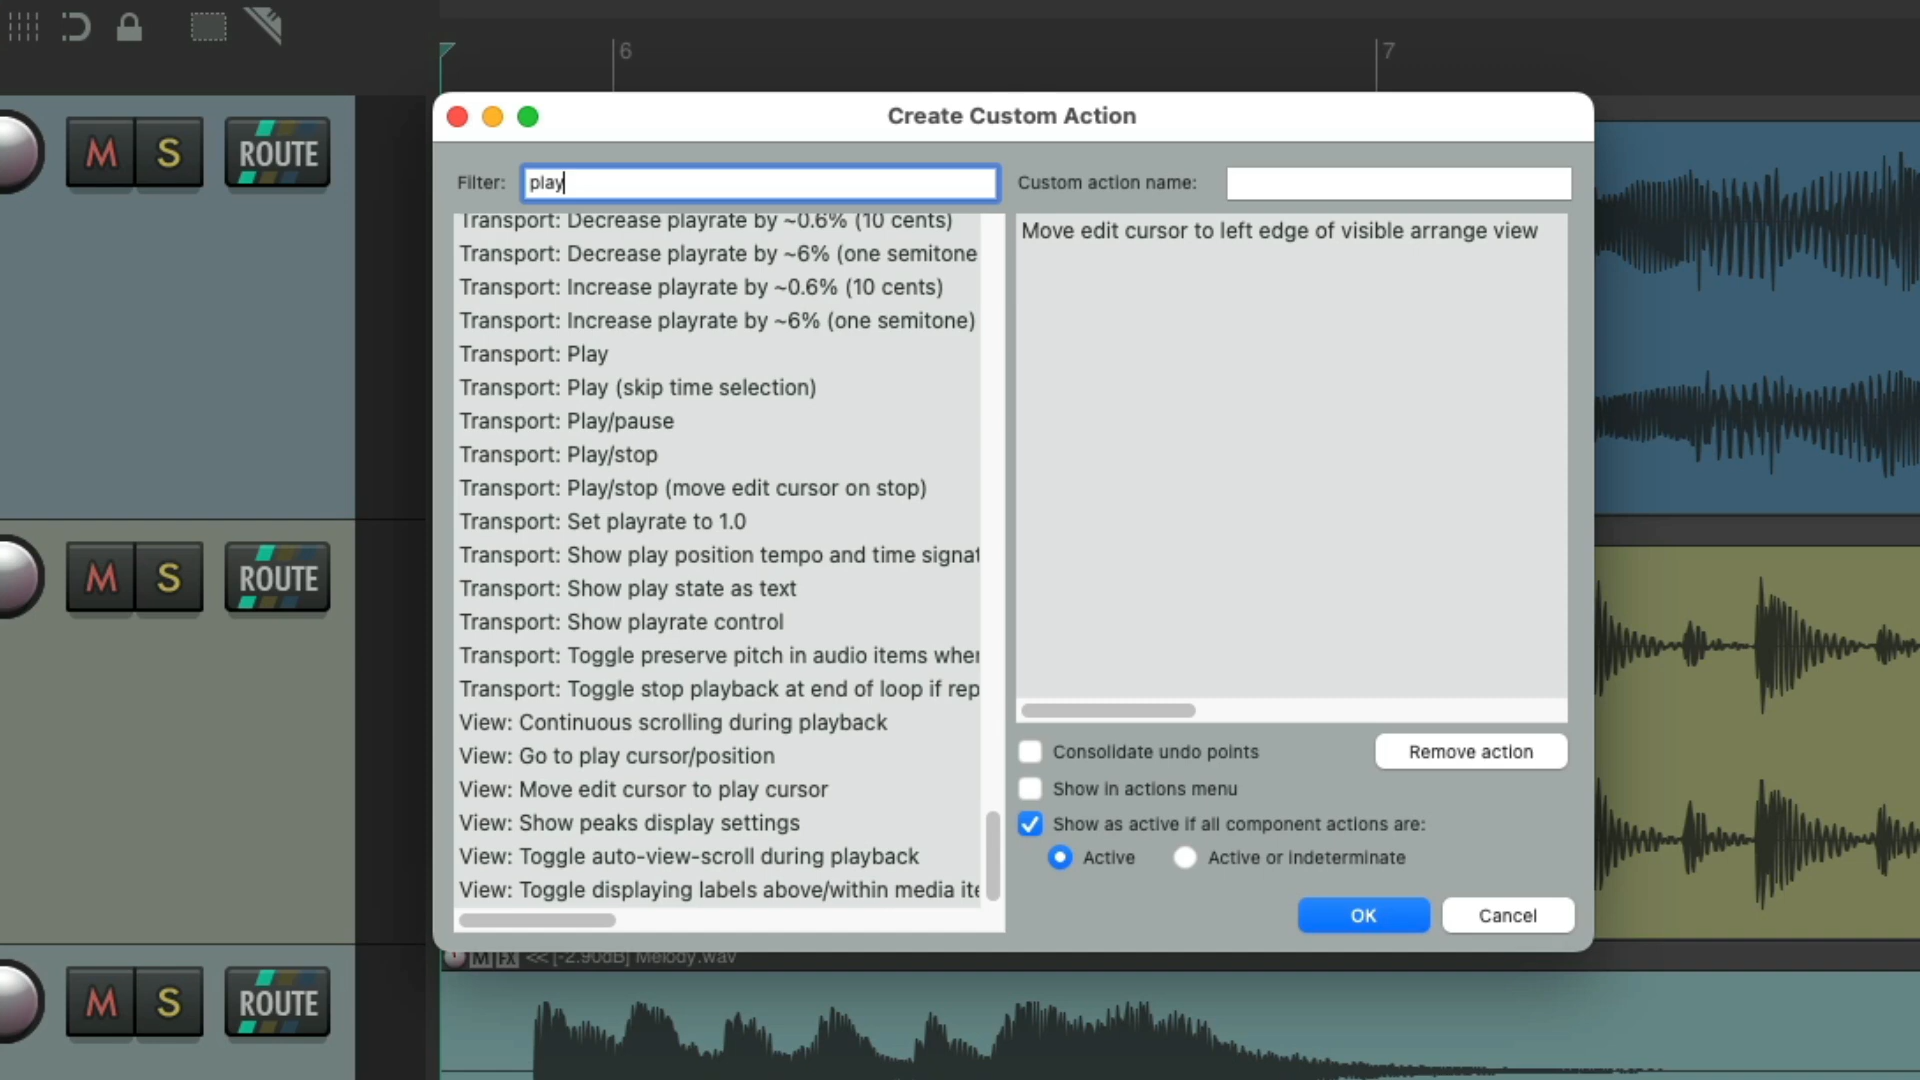 6
7
Create Custom Action
Filter: play
Custom action name:
Transport: Decrease playrate by ~0.6% (10 cents)
Transport: Decrease playrate by ~6% (one semitone
Transport: Increase playrate by ~0.6% (10 cents)
Transport: Increase playrate by ~6% (one semitone)
Transport: Play
Transport: Play (skip time selection)
Transport: Play/pause
Transport: Play/stop
Transport: Play/stop (move edit cursor on stop)
Transport: Set playrate to 1.0
Transport: Show play position tempo and time signat
Transport: Show play state as text
Transport: Show playrate control
Transport: Toggle preserve pitch in audio items wher
Transport: Toggle stop playback at end of loop if rep
View: Continuous scrolling during playback
View: Go to play cursor/position
View: Move edit cursor to play cursor
View: Show peaks display settings
View: Toggle auto-view-scroll during playback
View: Toggle displaying labels above/within media ite
Move edit cursor to left edge of visible arrange view
Consolidate undo points
Remove action
Show in actions menu
Show as active if all component actions are:
Active
Active or indeterminate
OK
Cancel
M S ROUTE
M S ROUTE
M S ROUTE
M FX << [-2.90dB] Melody.wav